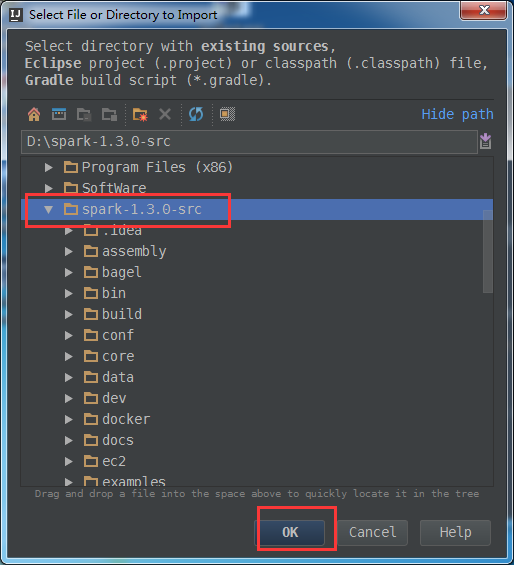 IJ Select File or Directory to Import
Select directory with existing sources,
Eclipse project (.project) or classpath (.classpath) file,
Gradle build script (*.gradle).
Hide path
D:\spark-1.3.0-src
Program Files (x86)
SoftWare
spark-1.3.0-src
.idea
assembly
bagel
bin
build
conf
core
data
dev
docker
docs
ec2
examples
Drag and drop a file into the space above to quickly locate it in the tree
OK Cancel Help